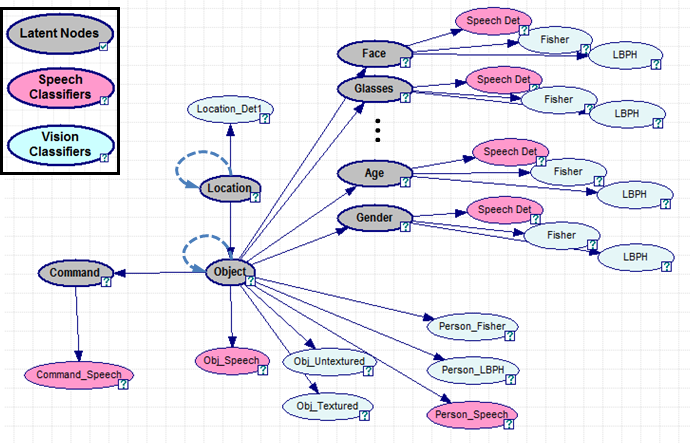 Latent Nodes
Speech
Classifiers
Vision
Classifiers
Speech Det
Fisher
LBPH
Face
Glasses
Speech Det
Fisher
LBPH
Location_Det1
Location
Age
Speech Det
Fisher
LBPH
Gender
Speech Det
Fisher
LBPH
Command
Object
Command_Speech
Obj_Speech
Obj_Untextured
Obj_Textured
Person_Fisher
Person_LBPH
Person_Speech